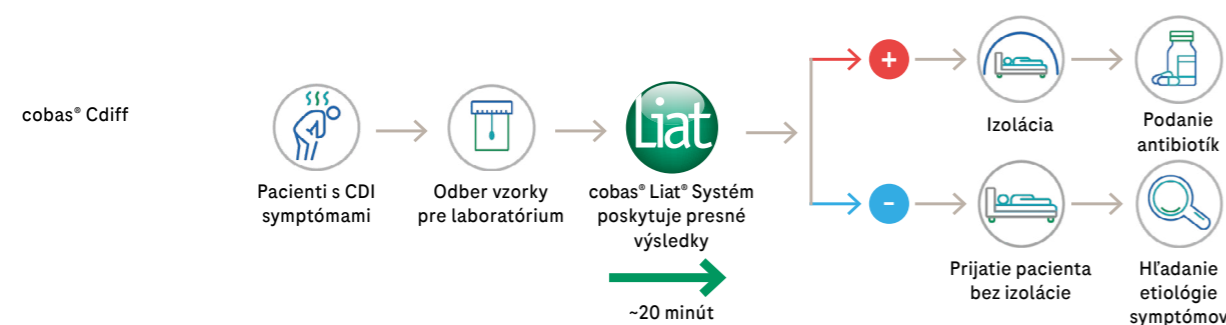 cobas® Cdiff
Pacienti s CDI
symptómami
Odber vzorky
pre laboratórium
Liat
cobas® Liat® Systém
poskytuje presné
výsledky
~20 minút
+
Izolácia
Podanie
antibiotík
-
Prijatie pacienta
bez izolácie
Hľadanie
etiológie
symptómov